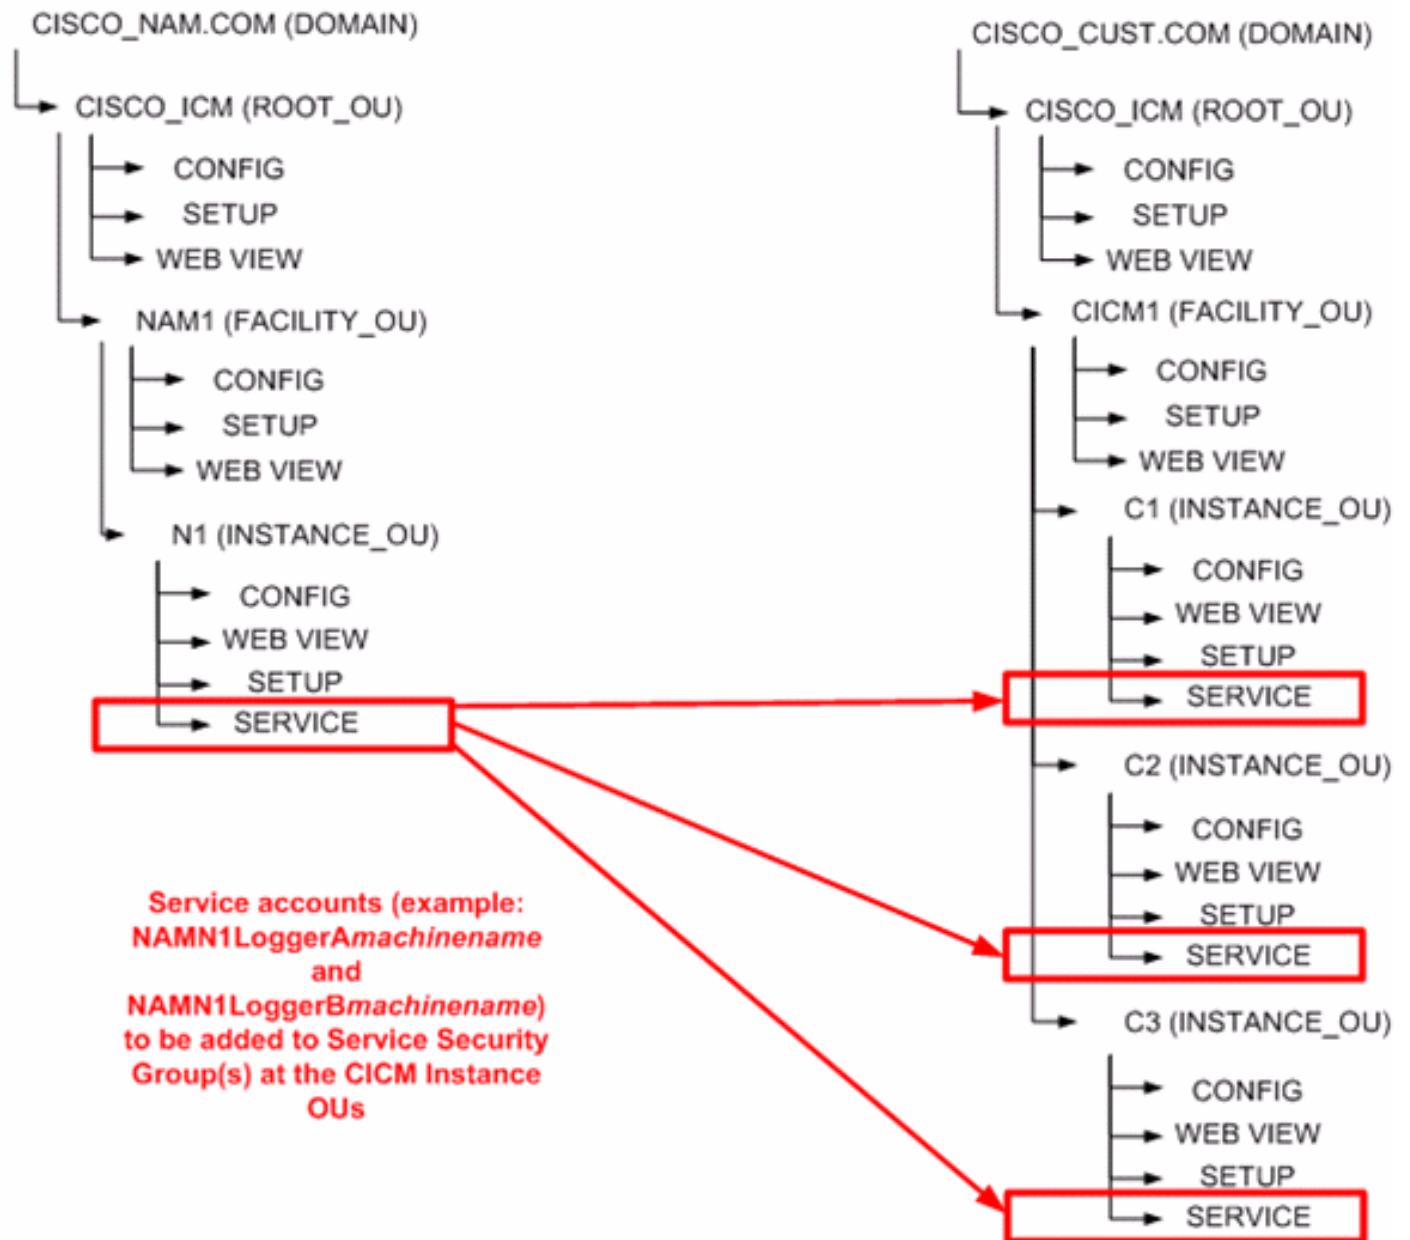 CISCO_NAM.COM (DOMAIN)
CISCO_ICM (ROOT_OU)
CONFIG
SETUP
WEB VIEW
NAM1 (FACILITY_OU)
CONFIG
SETUP
WEB VIEW
N1 (INSTANCE_OU)
CONFIG
WEB VIEW
SETUP
SERVICE
Service accounts (example:
NAMN1LoggerAmachinename
and
NAMN1LoggerBmachinename)
to be added to Service Security
Group(s) at the CICM Instance
OUs
CISCO_CUST.COM (DOMAIN)
CISCO_ICM (ROOT_OU)
CONFIG
SETUP
WEB VIEW
CICM1 (FACILITY_OU)
CONFIG
SETUP
WEB VIEW
C1 (INSTANCE_OU)
CONFIG
WEB VIEW
SETUP
SERVICE
C2 (INSTANCE_OU)
CONFIG
WEB VIEW
SETUP
SERVICE
C3 (INSTANCE_OU)
CONFIG
WEB VIEW
SETUP
SERVICE